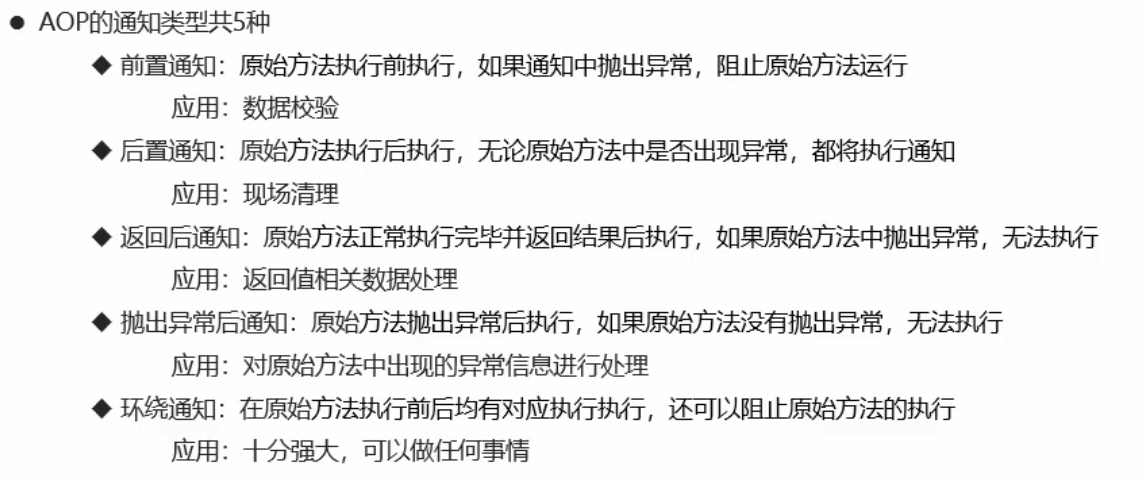 ● AOP的通知类型共5种
◆ 前置通知：原始方法执行前执行，如果通知中抛出异常，阻止原始方法运行
应用：数据校验
◆ 后置通知：原始方法执行后执行，无论原始方法中是否出现异常，都将执行通知
应用：现场清理
◆ 返回后通知：原始方法正常执行完毕并返回结果后执行，如果原始方法中抛出异常，无法执行
应用：返回值相关数据处理
◆ 抛出异常后通知：原始方法抛出异常后执行，如果原始方法没有抛出异常，无法执行
应用：对原始方法中出现的异常信息进行处理
◆ 环绕通知：在原始方法执行前后均有对应执行执行，还可以阻止原始方法的执行
应用：十分强大，可以做任何事情